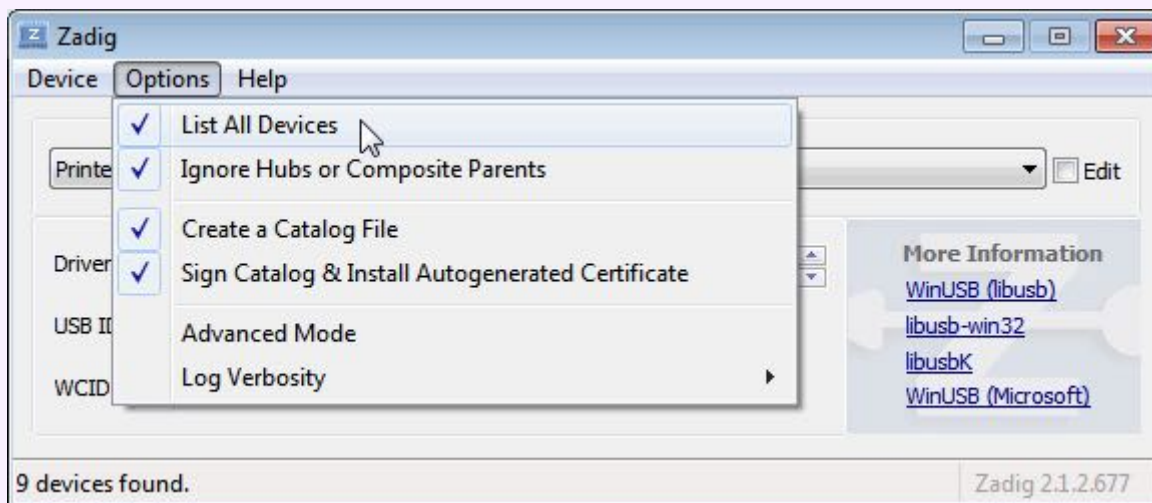 Zadig
Device Options Help
List All Devices
Ignore Hubs or Composite Parents
Create a Catalog File
Sign Catalog & Install Autogenerated Certificate
Advanced Mode
Log Verbosity
Printe
Edit
Driver
USB ID
WCID
More Information
WinUSB (libusb)
libusb-win32
libusbK
WinUSB (Microsoft)
9 devices found.
Zadig 2.1.2.677